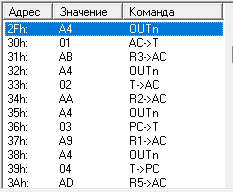 Адрес Значение Команда
2Fh: A4 OUTn
30h: 01 AC->T
31h: AB R3->AC
32h: A4 OUTn
33h: 02 T->AC
34h: AA R2->AC
35h: A4 OUTn
36h: 03 PC->T
37h: A9 R1->AC
38h: A4 OUTn
39h: 04 T->PC
3Ah: AD R5->AC